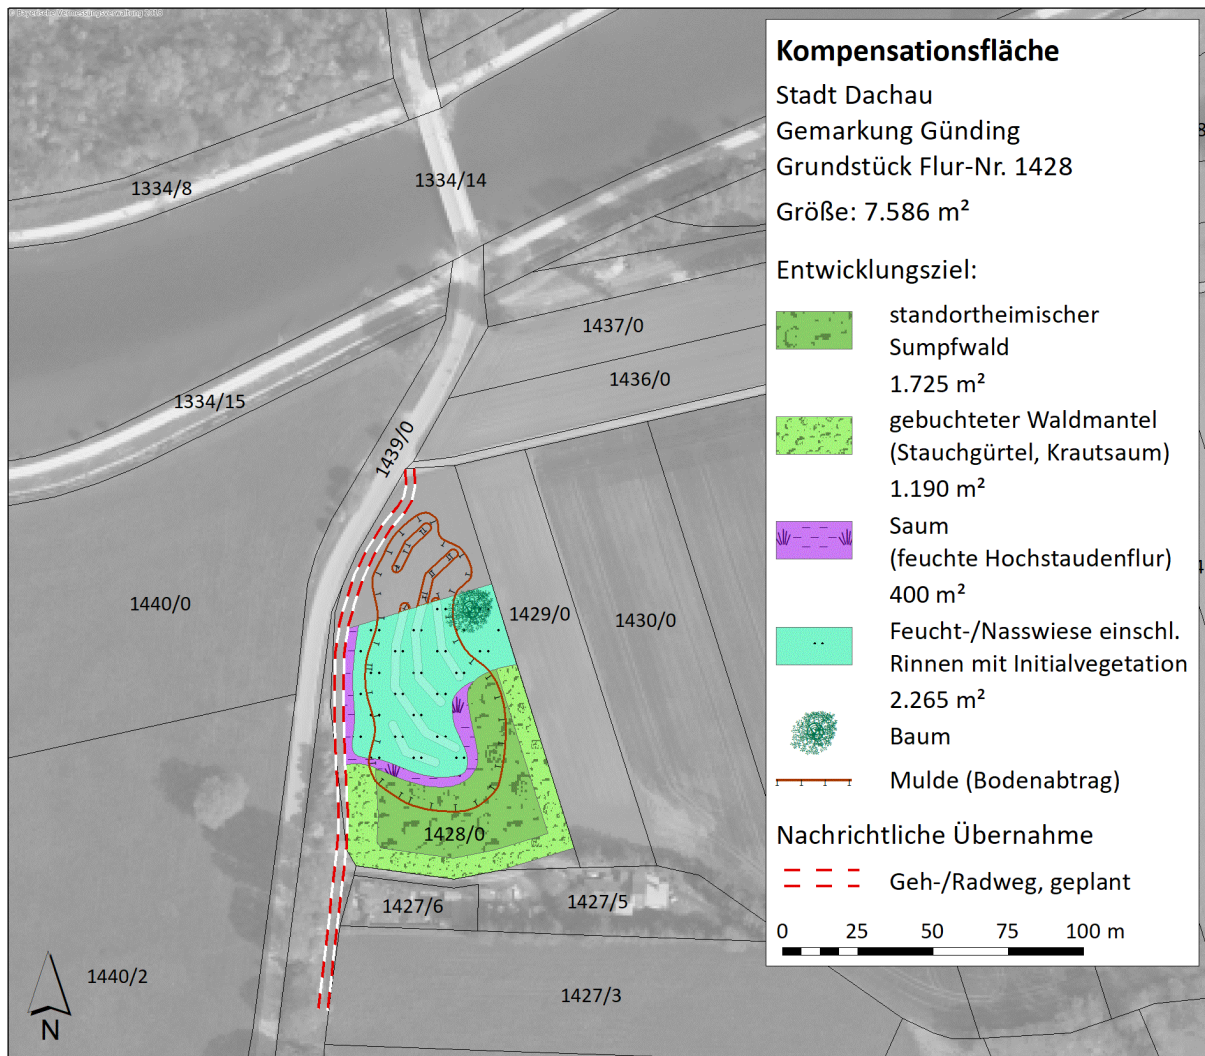 © Bayerische Vermessungsverwaltung 2018
Kompensationsfläche
Stadt Dachau
Gemarkung Günding
Grundstück Flur-Nr. 1428
Größe: 7.586 m²
Entwicklungsziel:
standortheimischer
Sumpfwald
1.725 m²
gebuchteter Waldmantel
(Stauchgürtel, Krautsaum)
1.190 m²
Saum
(feuchte Hochstaudenflur)
400 m²
Feucht-/Nasswiese einschl.
Rinnen mit Initialvegetation
2.265 m²
Baum
Mulde (Bodenabtrag)
Nachrichtliche Übernahme
Geh-/Radweg, geplant
0 25 50 75 100 m
1334/8
1334/14
1437/0
1436/0
1334/15
1439/0
1440/0
1429/0
1430/0
1428/0
1427/6
1427/5
1440/2
1427/3
N